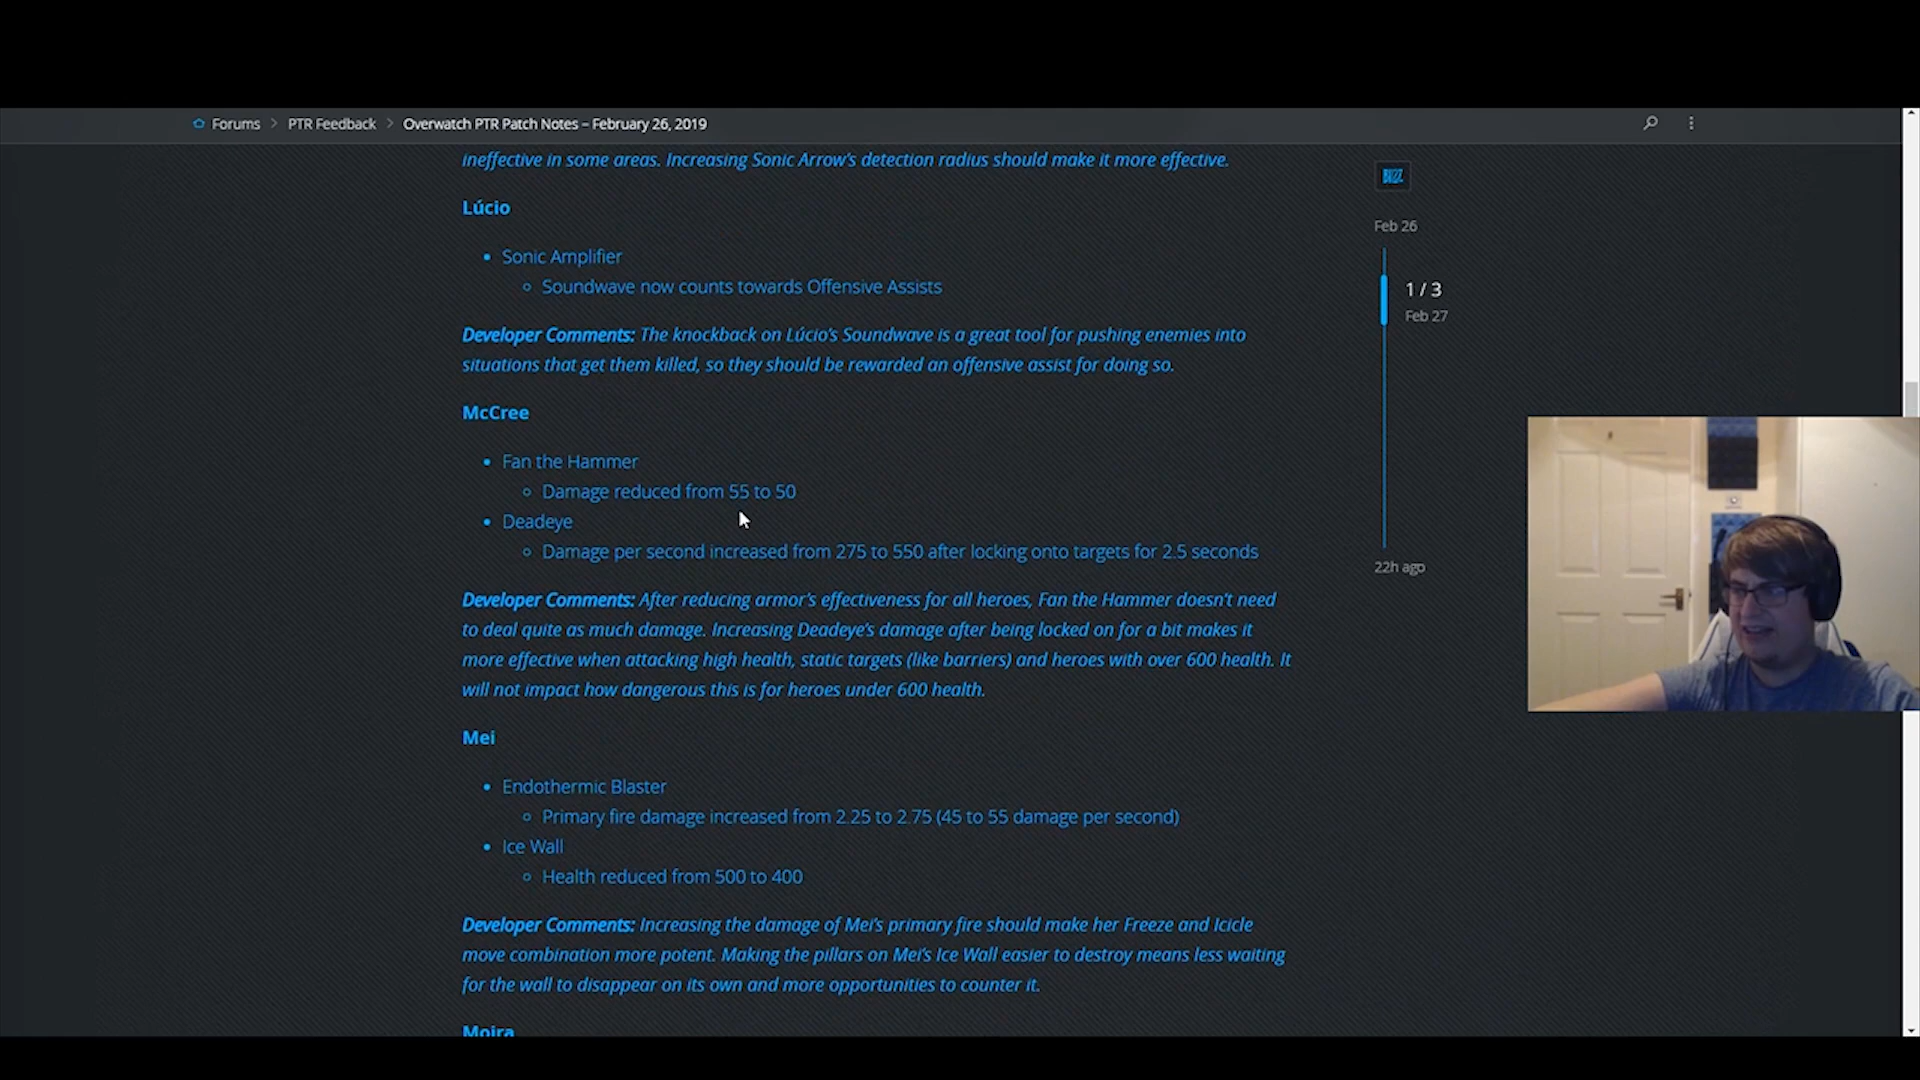 Forums > PTR Feedback > Overwatch PTR Patch Notes – February 26, 2019
ineffective in some areas. Increasing Sonic Arrow's detection radius should make it more effective.
BLIZZ
Feb 26
Lúcio
Sonic Amplifier
Soundwave now counts towards Offensive Assists
1 / 3
Feb 27
Developer Comments: The knockback on Lúcio's Soundwave is a great tool for pushing enemies into
situations that get them killed, so they should be rewarded an offensive assist for doing so.
McCree
Fan the Hammer
Damage reduced from 55 to 50
Deadeye
Damage per second increased from 275 to 550 after locking onto targets for 2.5 seconds
22h ago
Developer Comments: After reducing armor's effectiveness for all heroes, Fan the Hammer doesn't need
to deal quite as much damage. Increasing Deadeye's damage after being locked on for a bit makes it
more effective when attacking high health, static targets (like barriers) and heroes with over 600 health. It
will not impact how dangerous this is for heroes under 600 health.
Mei
Endothermic Blaster
Primary fire damage increased from 2.25 to 2.75 (45 to 55 damage per second)
Ice Wall
Health reduced from 500 to 400
Developer Comments: Increasing the damage of Mei's primary fire should make her Freeze and Icicle
move combination more potent. Making the pillars on Mei's Ice Wall easier to destroy means less waiting
for the wall to disappear on its own and more opportunities to counter it.
Moira